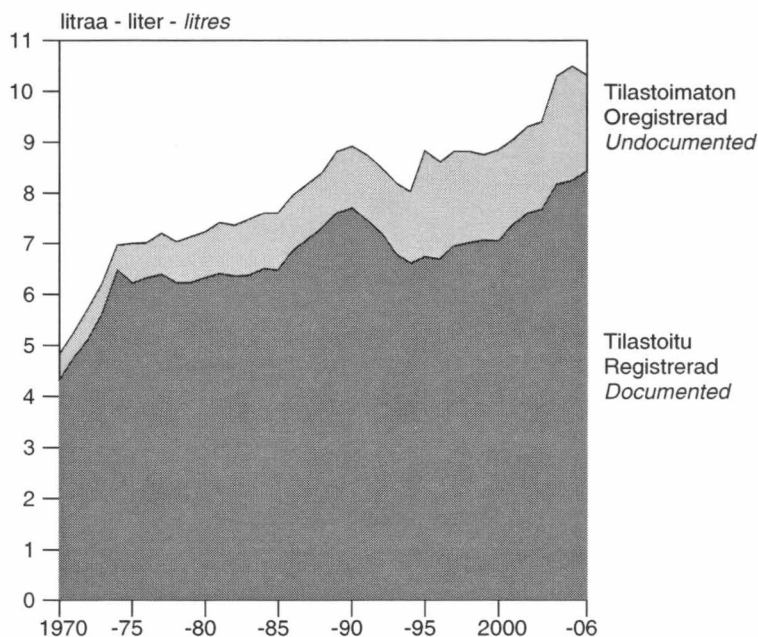 litraa - liter - litres
11
10
9
8
7
6
5
4
3
2
1
0
1970 -75 -80 -85 -90 -95 2000 -06
Tilastoimaton
Oregistrerad
Undocumented
Tilastoitu
Registrerad
Documented